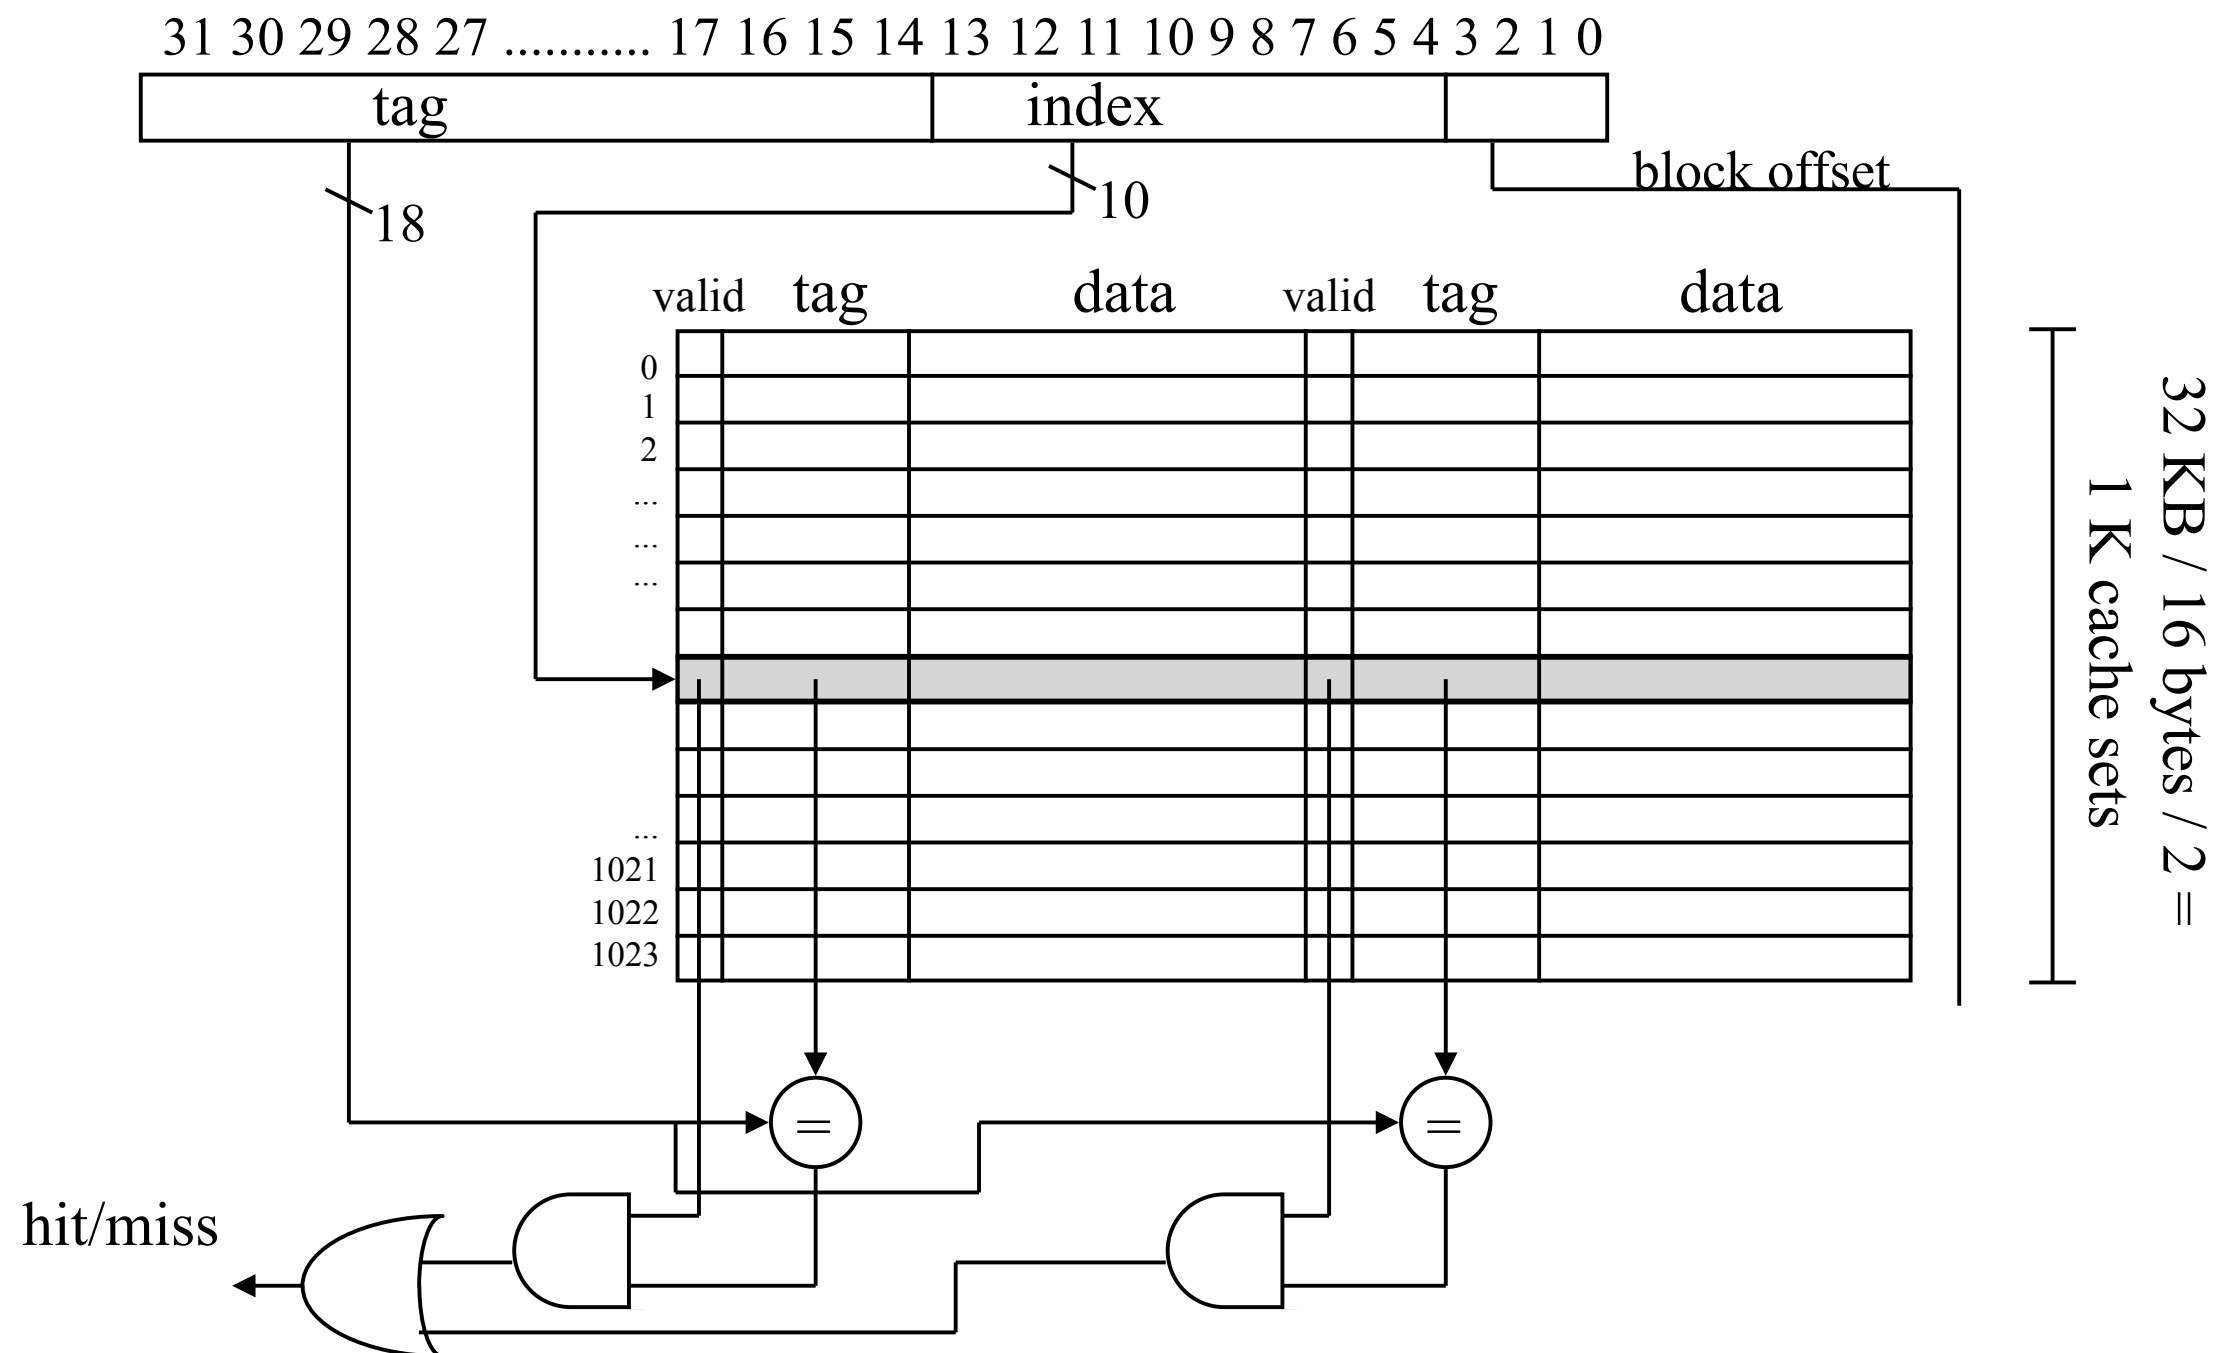 31 30 29 28 27 ........... 17 16 15 14 13 12 11 10 9 8 7 6 5 4 3 2 1 0
tag index
block offset
18
10
valid tag data valid tag data
0
1
2
...
...
...
...
1021
1022
1023
32 KB / 16 bytes / 2 =
1 K cache sets
= =
hit/miss